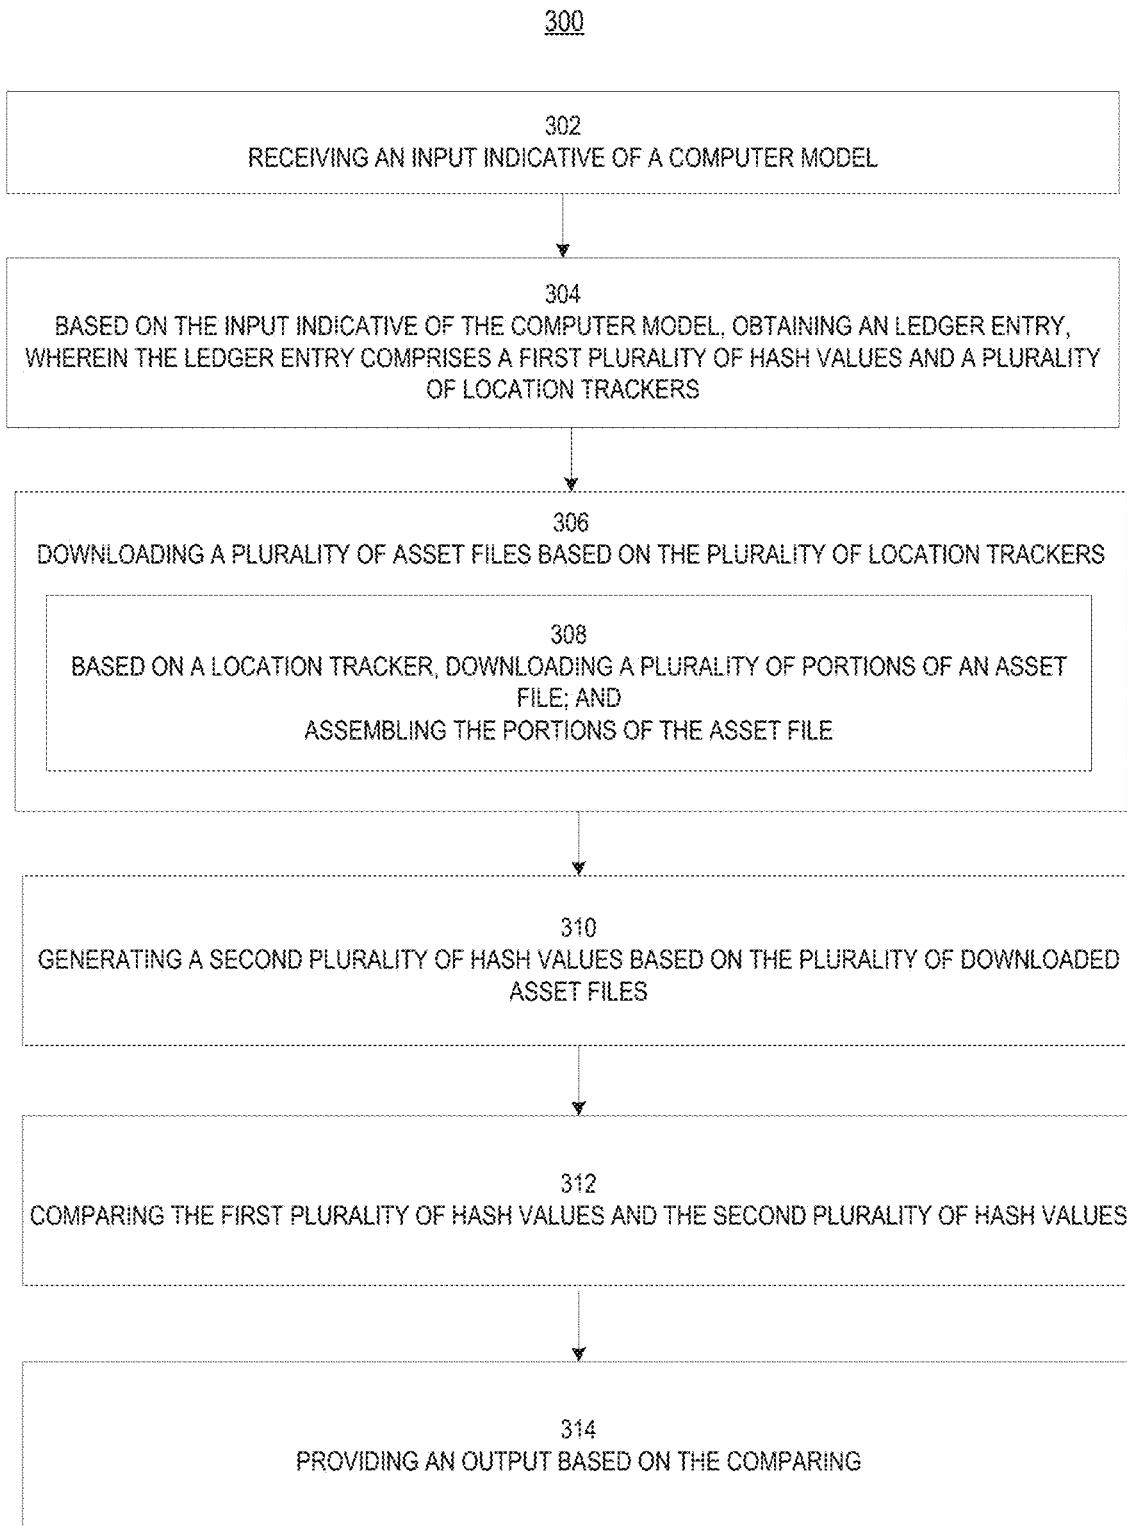 300
302
RECEIVING AN INPUT INDICATIVE OF A COMPUTER MODEL
304
BASED ON THE INPUT INDICATIVE OF THE COMPUTER MODEL, OBTAINING AN LEDGER ENTRY,
WHEREIN THE LEDGER ENTRY COMPRISES A FIRST PLURALITY OF HASH VALUES AND A PLURALITY
OF LOCATION TRACKERS
306
DOWNLOADING A PLURALITY OF ASSET FILES BASED ON THE PLURALITY OF LOCATION TRACKERS
308
BASED ON A LOCATION TRACKER, DOWNLOADING A PLURALITY OF PORTIONS OF AN ASSET
FILE; AND
ASSEMBLING THE PORTIONS OF THE ASSET FILE
310
GENERATING A SECOND PLURALITY OF HASH VALUES BASED ON THE PLURALITY OF DOWNLOADED
ASSET FILES
312
COMPARING THE FIRST PLURALITY OF HASH VALUES AND THE SECOND PLURALITY OF HASH VALUES
314
PROVIDING AN OUTPUT BASED ON THE COMPARING